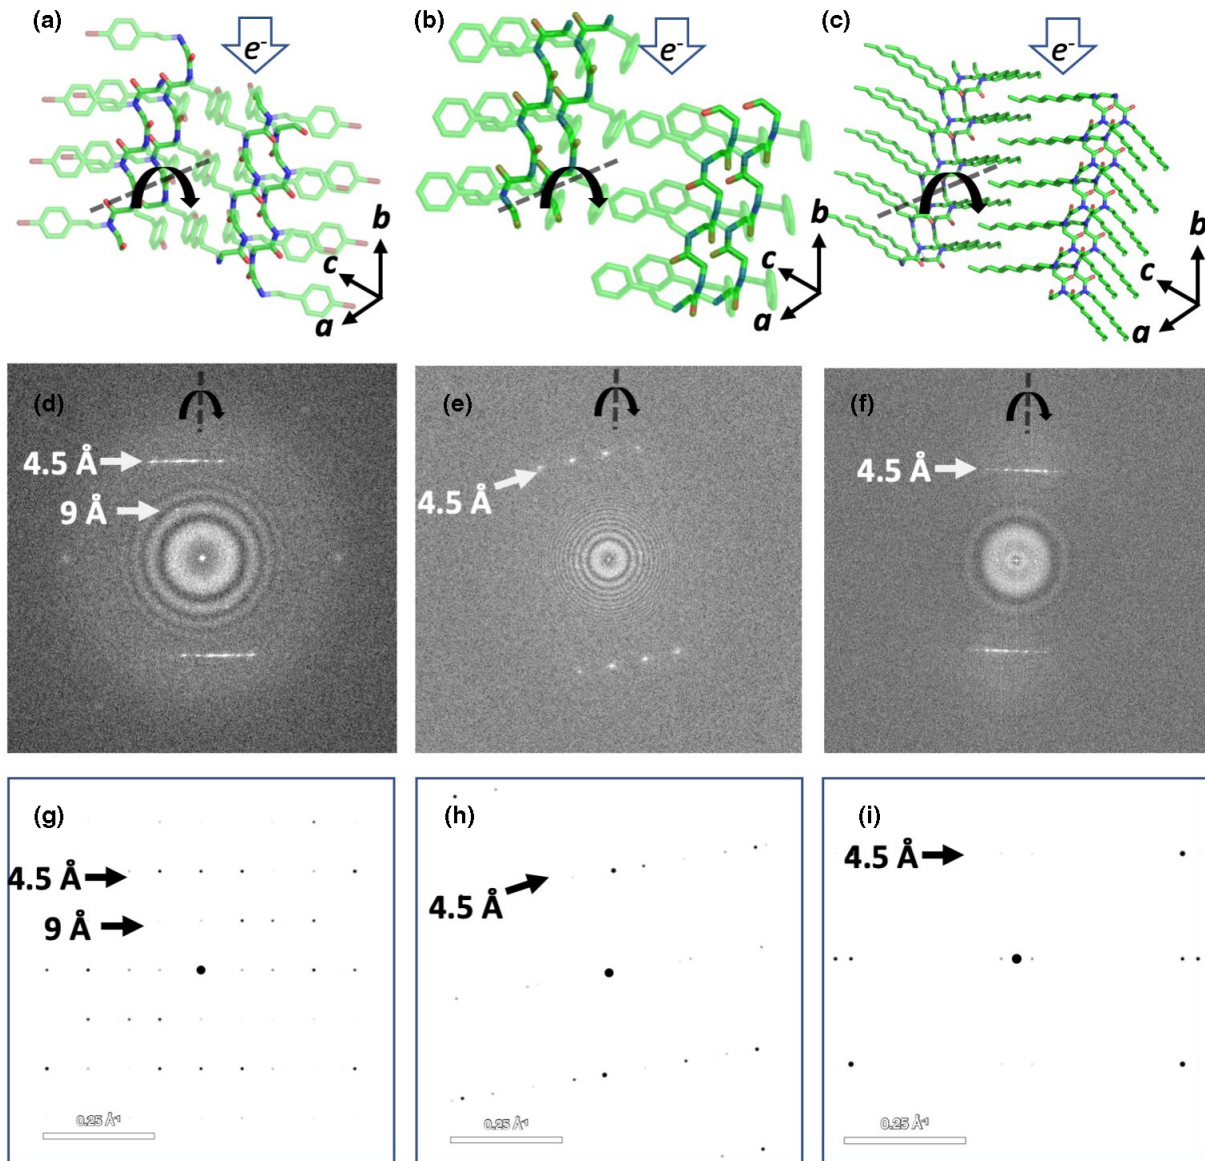 (a)
e-
b
c
a
(b)
e-
b
c
a
(c)
e-
b
c
a
(d)
4.5 Å
9 Å
(e)
4.5 Å
(f)
4.5 Å
(g)
4.5 Å
9 Å
0.25 Å-1
(h)
4.5 Å
0.25 Å-1
(i)
4.5 Å
0.25 Å-1